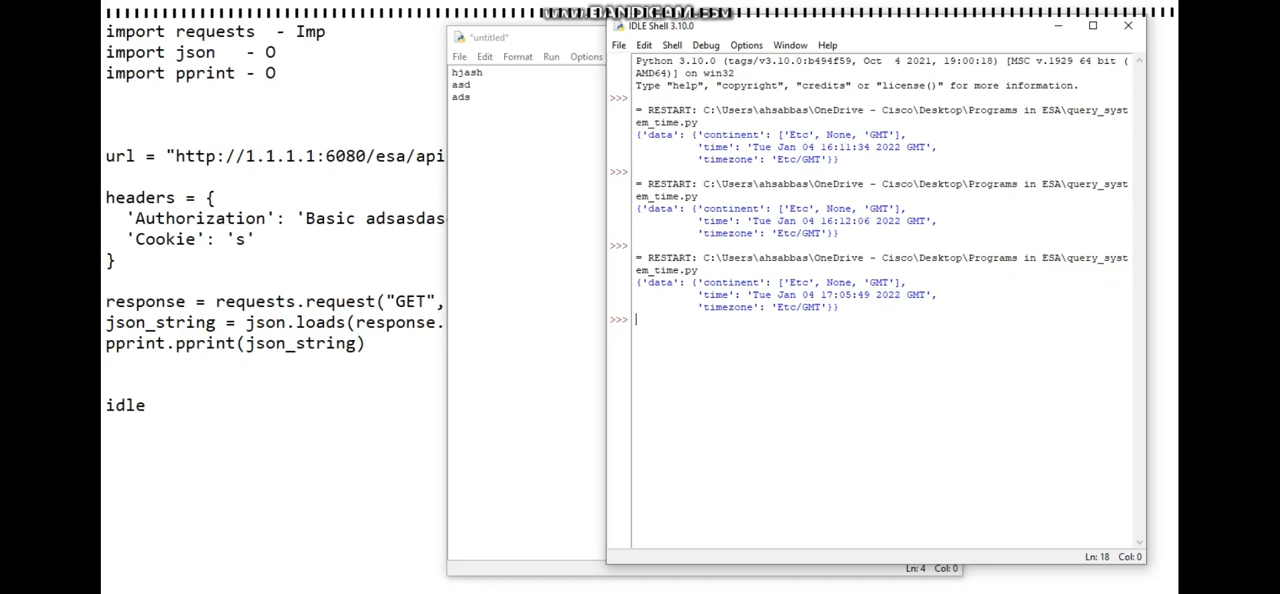 www.BANDICAM.com
import requests  - Imp
import json   - O
import pprint - O
url = "http://1.1.1.1:6080/esa/api
headers = {
  'Authorization': 'Basic adsasdas
  'Cookie': 's'
}
response = requests.request("GET",
json_string = json.loads(response.
pprint.pprint(json_string)
idle
*untitled*
File Edit Format Run Options
hjash
asd
ads
Ln: 4 Col: 0
IDLE Shell 3.10.0
File Edit Shell Debug Options Window Help
Python 3.10.0 (tags/v3.10.0:b494f59, Oct  4 2021, 19:00:18) [MSC v.1929 64 bit (
AMD64)] on win32
Type "help", "copyright", "credits" or "license()" for more information.
>>>
= RESTART: C:\Users\ahsabbas\OneDrive - Cisco\Desktop\Programs in ESA\query_syst
em_time.py
{'data': {'continent': ['Etc', None, 'GMT'],
          'time': 'Tue Jan 04 16:11:34 2022 GMT',
          'timezone': 'Etc/GMT'}}
>>>
= RESTART: C:\Users\ahsabbas\OneDrive - Cisco\Desktop\Programs in ESA\query_syst
em_time.py
{'data': {'continent': ['Etc', None, 'GMT'],
          'time': 'Tue Jan 04 16:12:06 2022 GMT',
          'timezone': 'Etc/GMT'}}
>>>
= RESTART: C:\Users\ahsabbas\OneDrive - Cisco\Desktop\Programs in ESA\query_syst
em_time.py
{'data': {'continent': ['Etc', None, 'GMT'],
          'time': 'Tue Jan 04 17:05:49 2022 GMT',
          'timezone': 'Etc/GMT'}}
>>>
Ln: 18 Col: 0